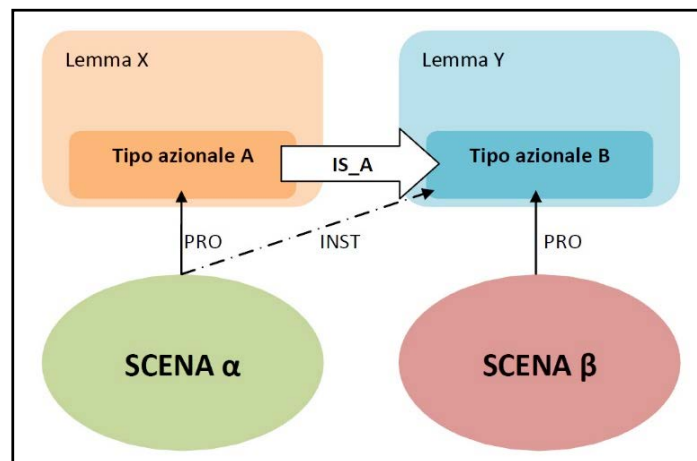 Lemma X
Lemma Y
Tipo azionale A
IS_A
Tipo azionale B
PRO
INST
PRO
SCENA α
SCENA β